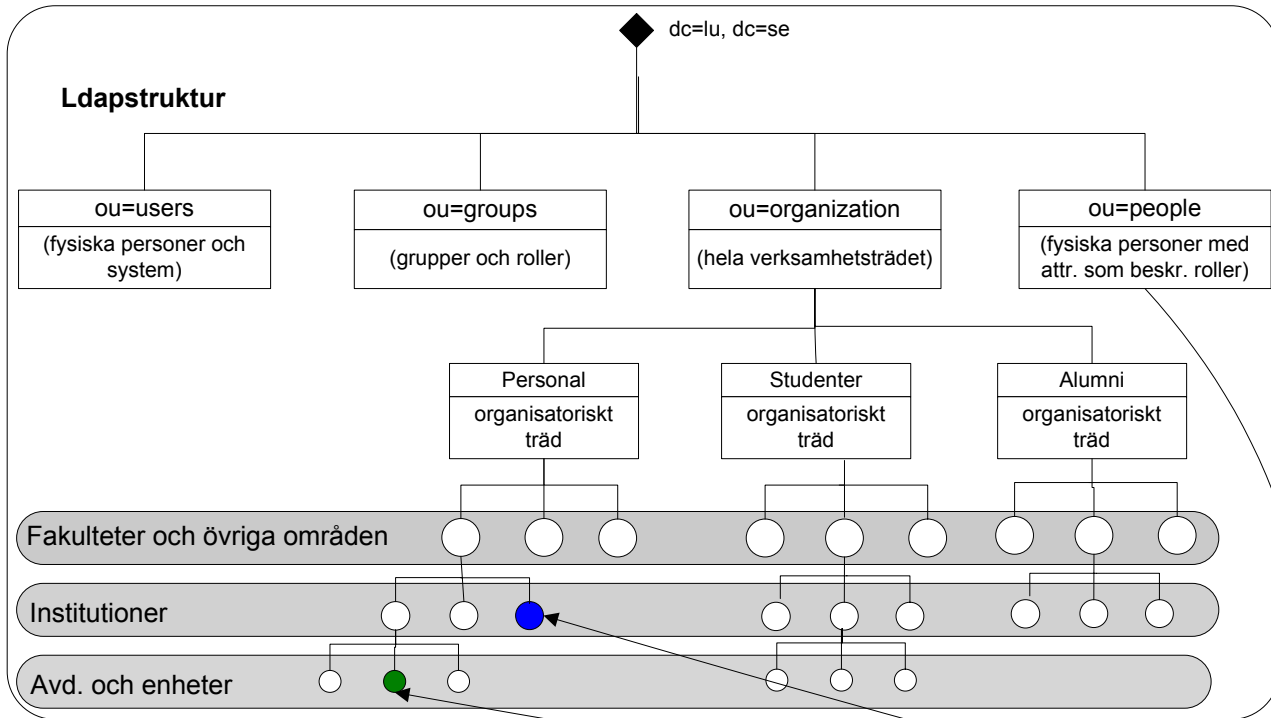 dc=lu, dc=se
Ldapstruktur
ou=users
(fysiska personer och
system)
ou=groups
(grupper och roller)
ou=organization
(hela verksamhetsträdet)
ou=people
(fysiska personer med
attr. som beskr. roller)
Personal
organisatoriskt
träd
Studenter
organisatoriskt
träd
Alumni
organisatoriskt
träd
Fakulteter och övriga områden
Institutioner
Avd. och enheter